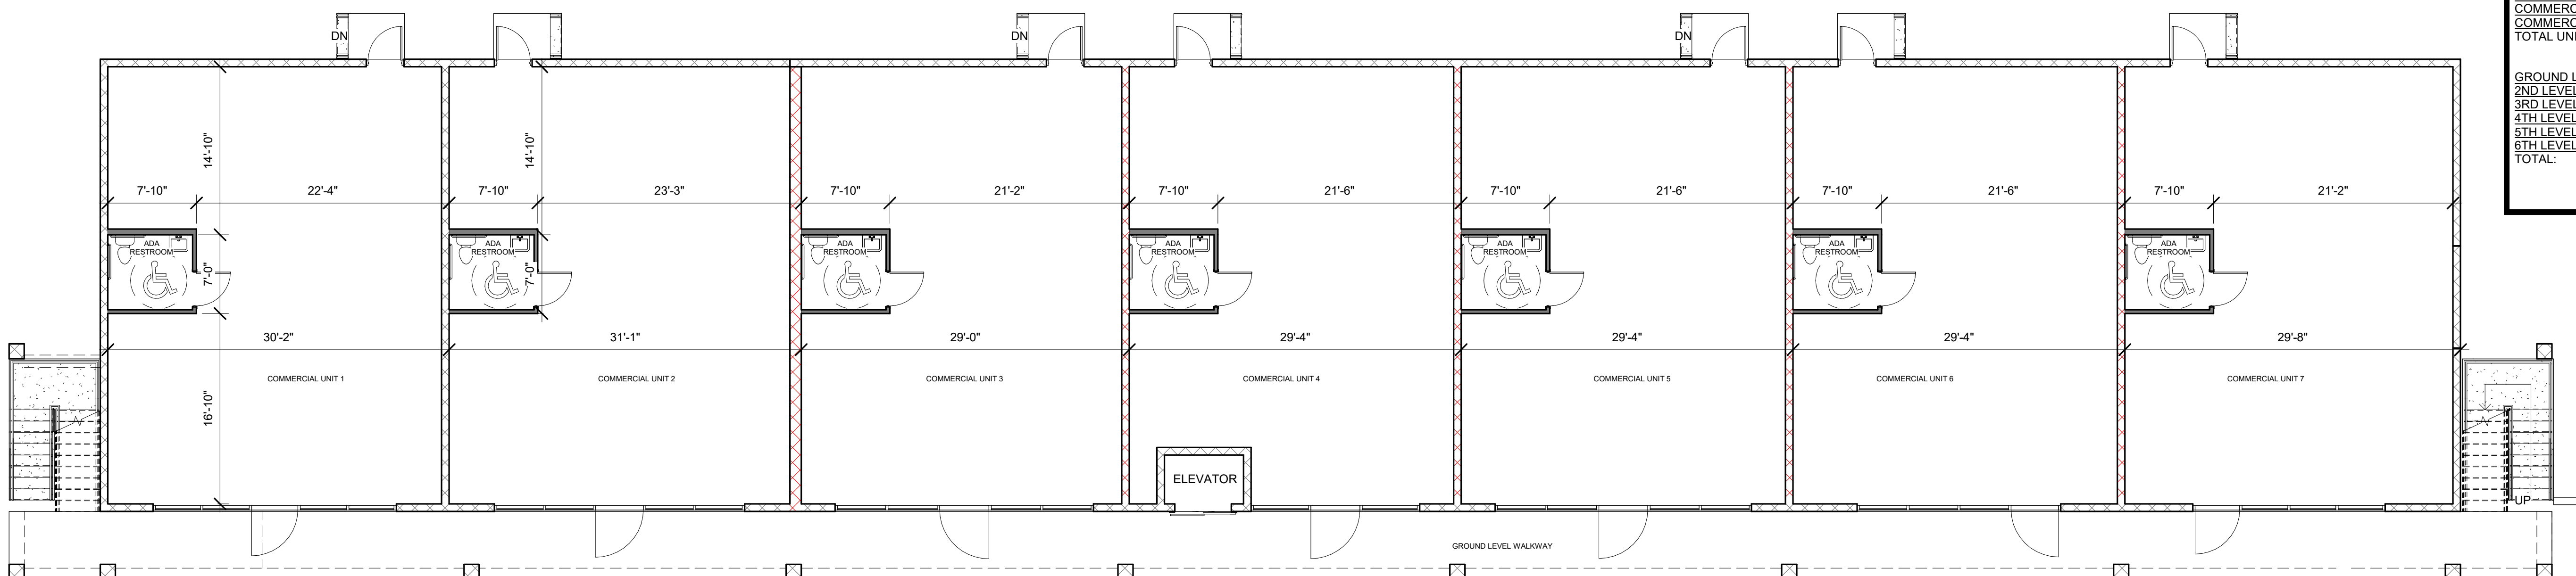 DN
DN
DN
COMMERC
COMMERC
TOTAL UNI
GROUND L
2ND LEVEL
3RD LEVEL
4TH LEVEL
5TH LEVEL
6TH LEVEL
TOTAL:
14'-10"
14'-10"
7'-10"
22'-4"
7'-10"
23'-3"
7'-10"
21'-2"
7'-10"
21'-6"
7'-10"
21'-6"
7'-10"
21'-6"
7'-10"
21'-2"
ADA
RESTROOM
ADA
RESTROOM
ADA
RESTROOM
ADA
RESTROOM
ADA
RESTROOM
ADA
RESTROOM
ADA
RESTROOM
7'-0"
7'-0"
30'-2"
31'-1"
29'-0"
29'-4"
29'-4"
29'-4"
29'-8"
COMMERCIAL UNIT 1
COMMERCIAL UNIT 2
COMMERCIAL UNIT 3
COMMERCIAL UNIT 4
COMMERCIAL UNIT 5
COMMERCIAL UNIT 6
COMMERCIAL UNIT 7
16'-10"
ELEVATOR
UP
GROUND LEVEL WALKWAY